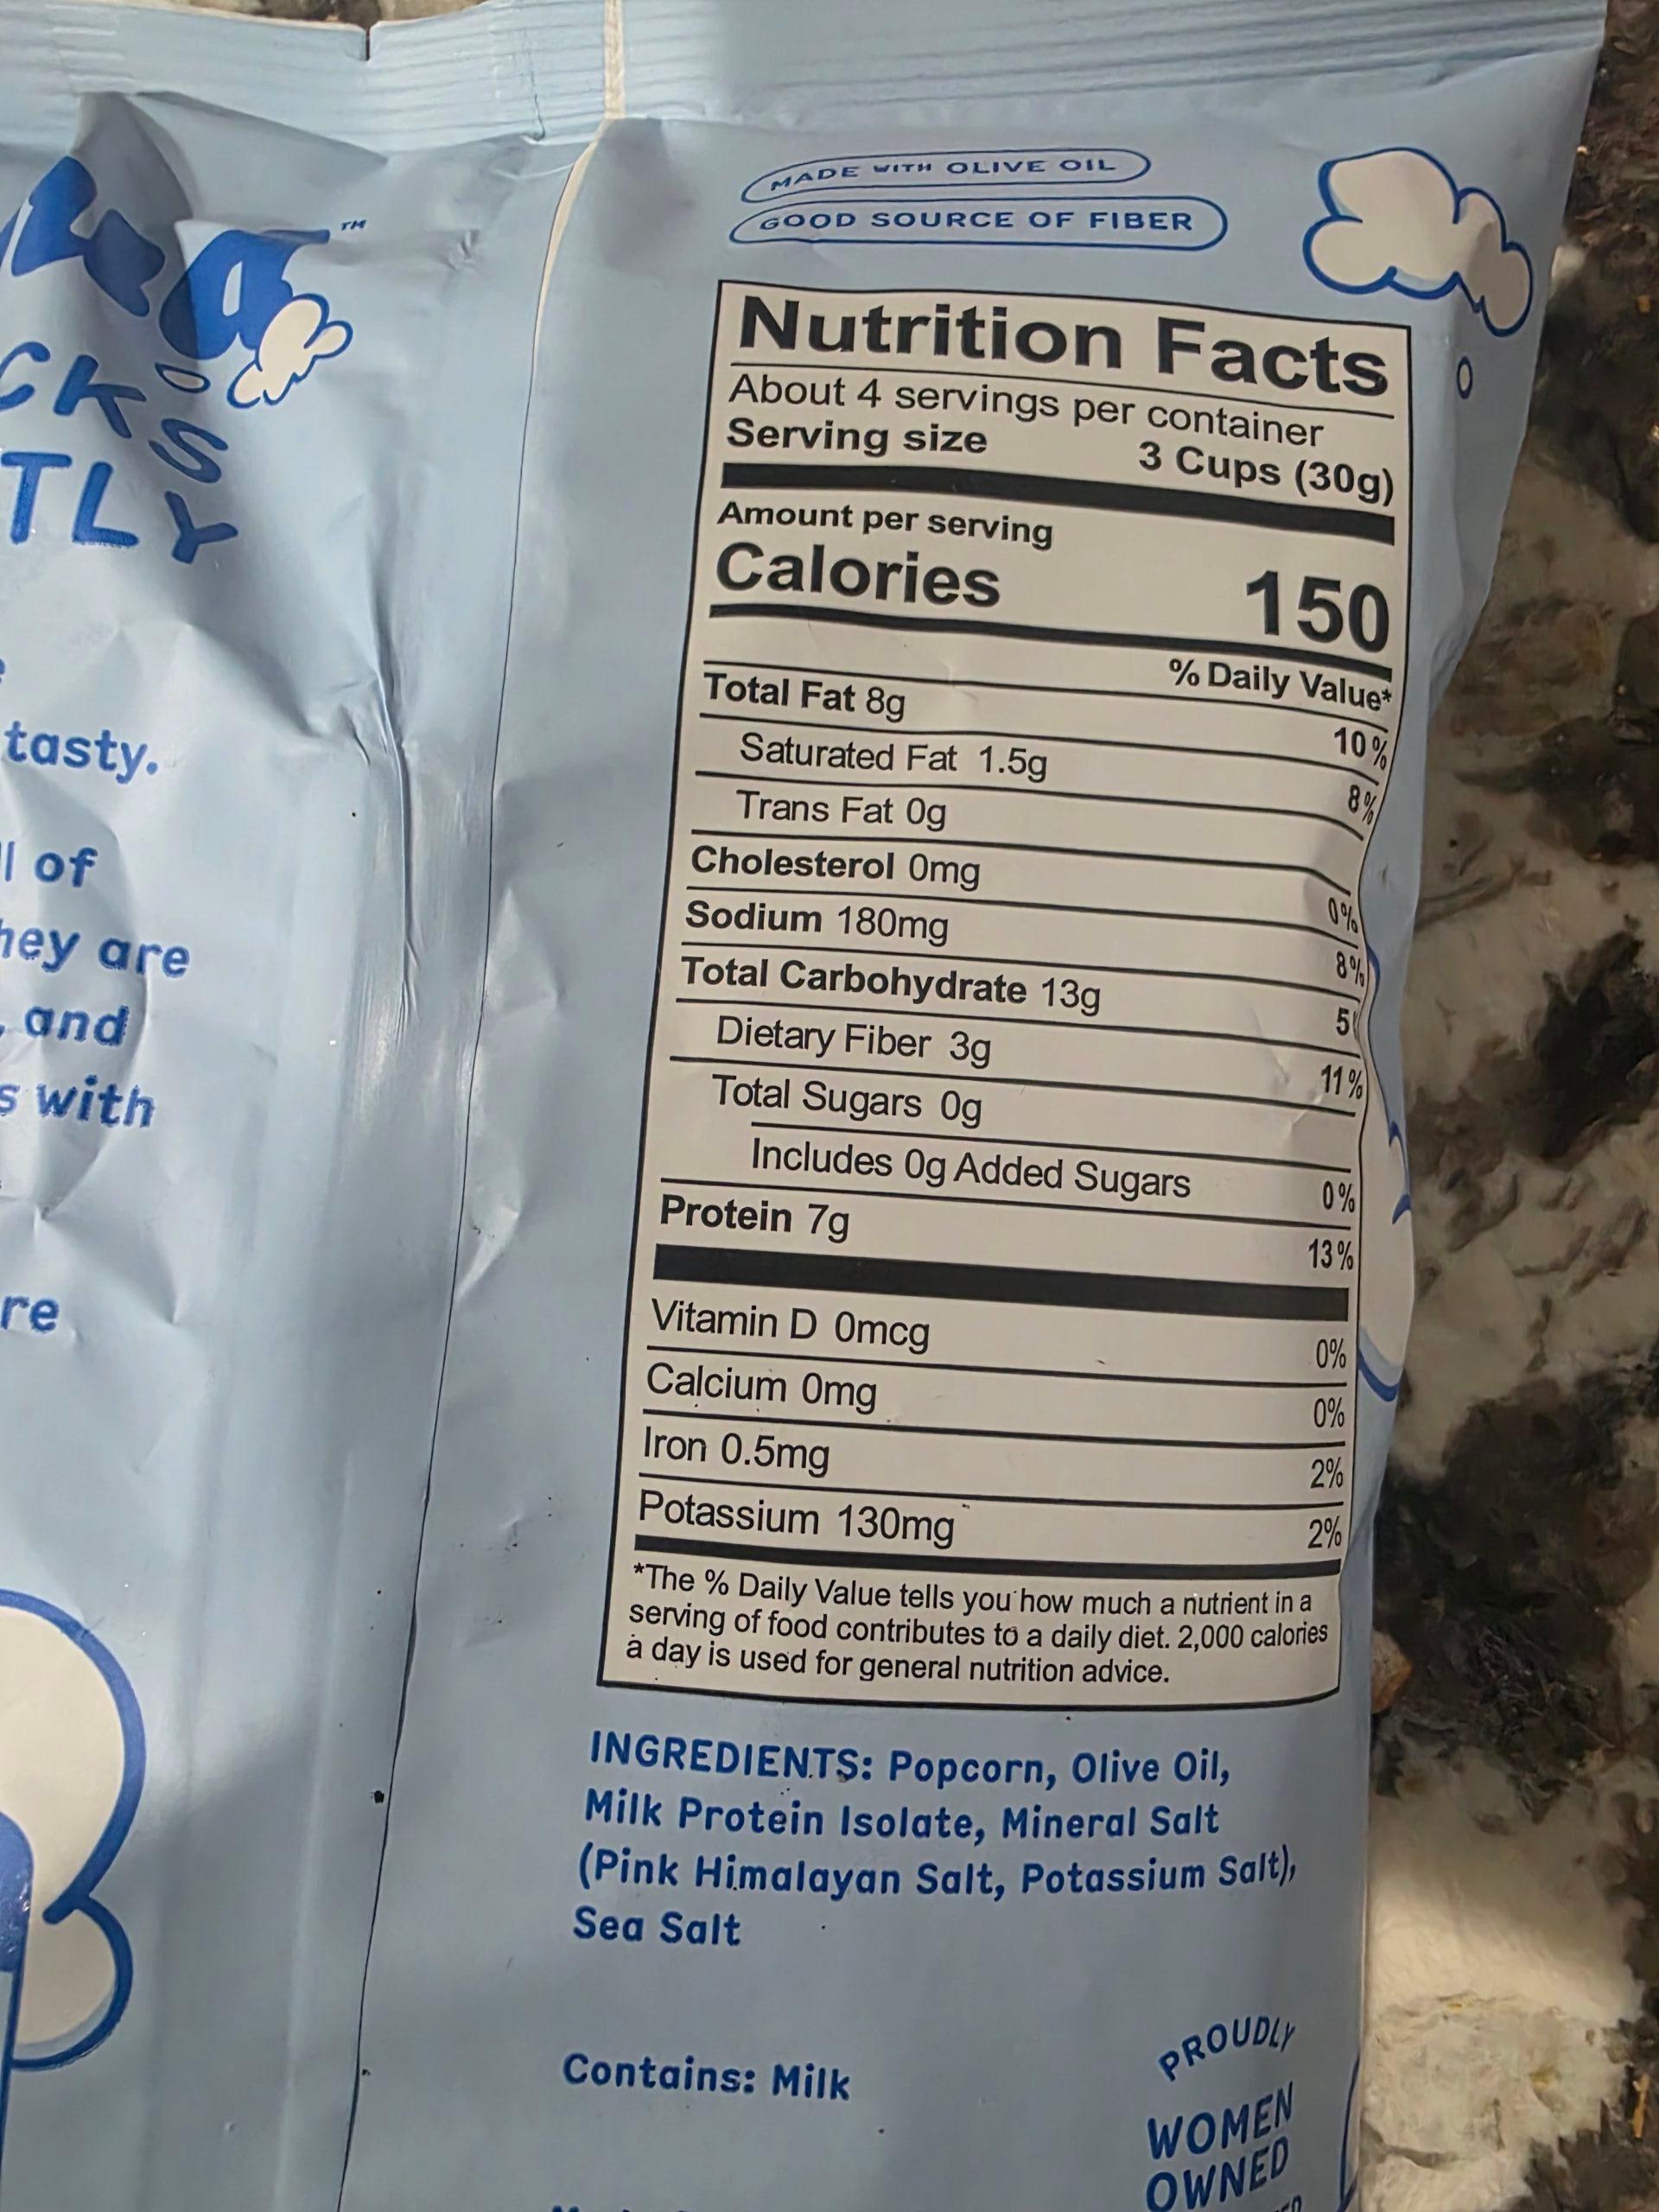 TM
CKS
TLY
tasty.
of
hey are
and
s with
re
MADE WITH OLIVE OIL
GOOD SOURCE OF FIBER
Nutrition Facts
About 4 servings per container
Serving size 3 Cups (30g)
Amount per serving
Calories 150
% Daily Value*
Total Fat 8g 10%
Saturated Fat 1.5g 8%
Trans Fat 0g
Cholesterol 0mg 0%
Sodium 180mg 8%
Total Carbohydrate 13g 5
Dietary Fiber 3g 11%
Total Sugars 0g
Includes 0g Added Sugars 0%
Protein 7g 13%
Vitamin D 0mcg 0%
Calcium 0mg 0%
Iron 0.5mg 2%
Potassium 130mg 2%
*The % Daily Value tells you how much a nutrient in a
serving of food contributes to a daily diet. 2,000 calories
a day is used for general nutrition advice.
INGREDIENTS: Popcorn, Olive Oil,
Milk Protein Isolate, Mineral Salt
(Pink Himalayan Salt, Potassium Salt),
Sea Salt
Contains: Milk
PROUDLY
WOMEN
OWNED